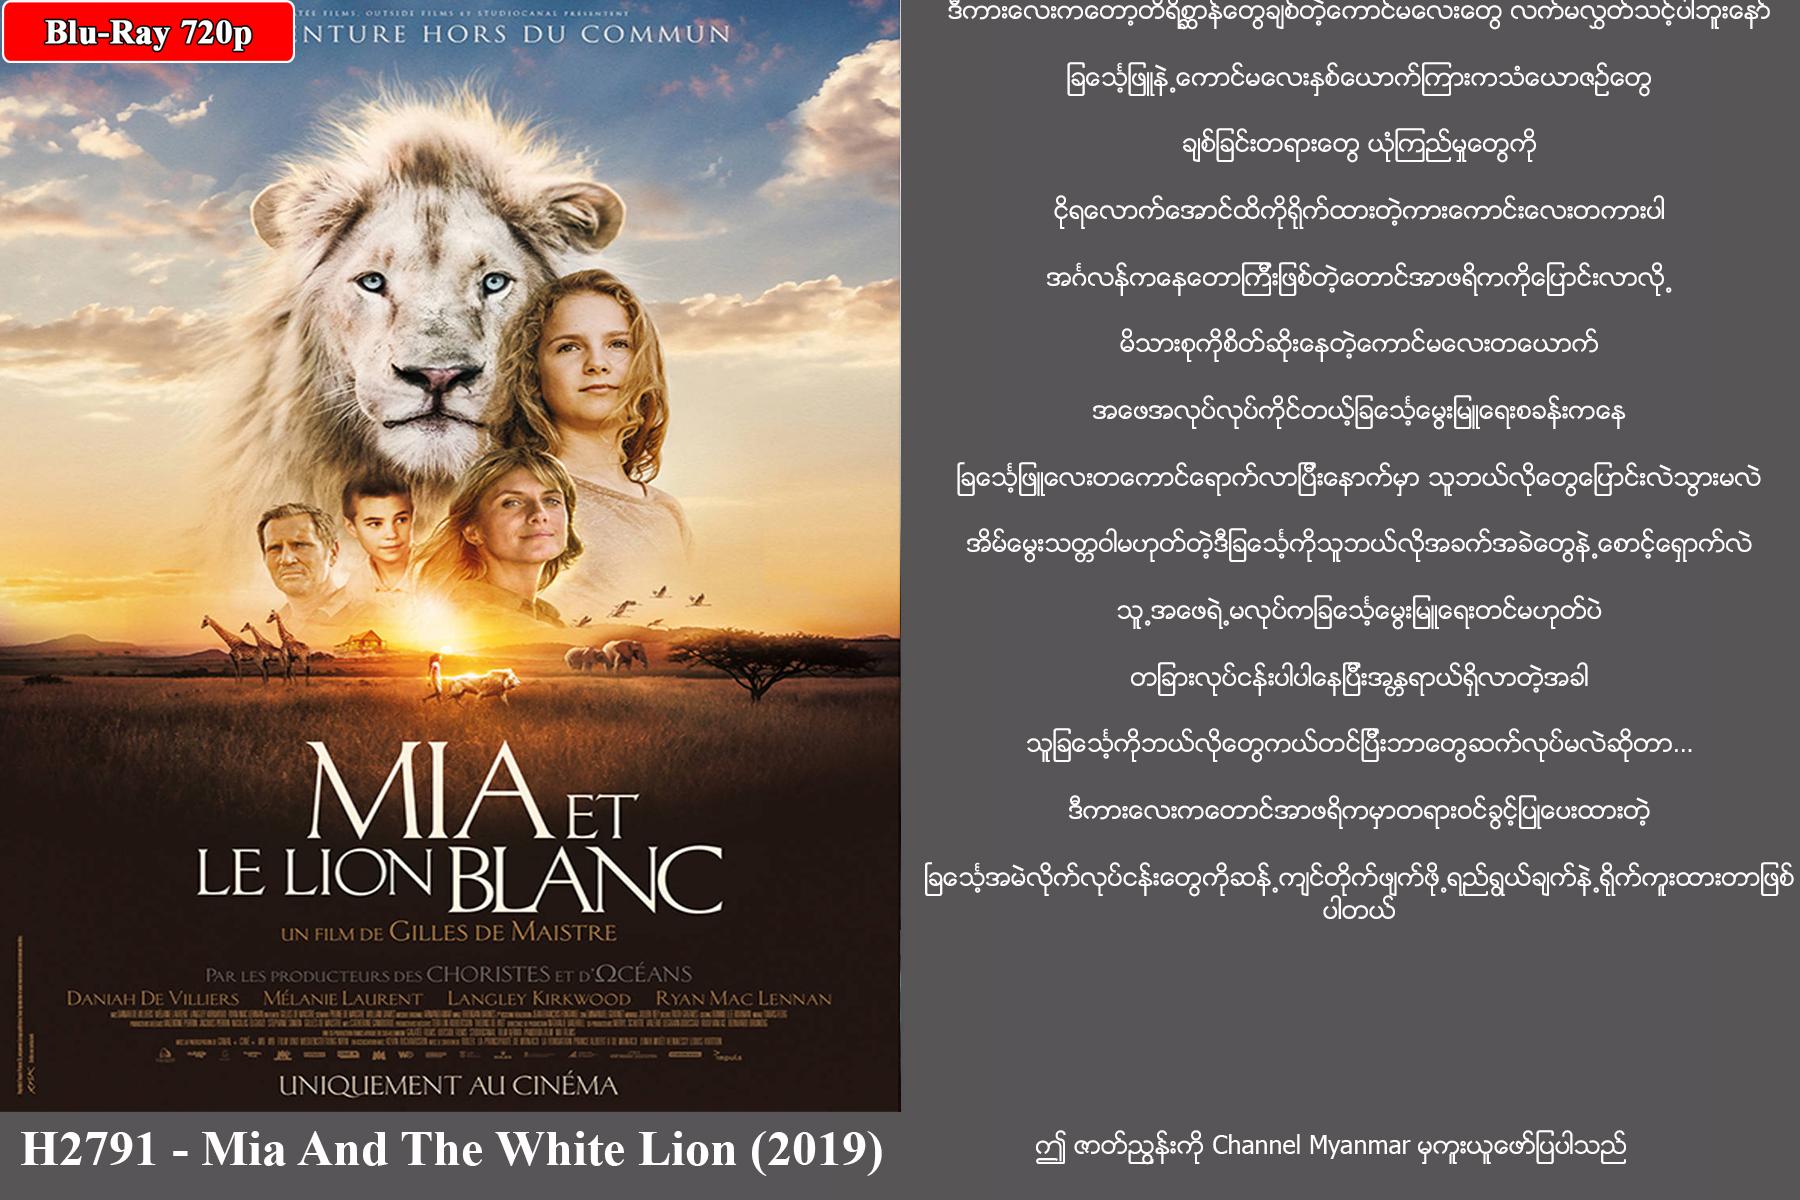 Blu-Ray 720p
ÉE FILMS, OUTSIDE FILMS ET STUDIOCANAL PRÉSENTENT
ENTURE HORS DU COMMUN
MIA ET
LE LION BLANC
UN FILM DE GILLES DE MAISTRE
PAR LES PRODUCTEURS DES CHORISTES ET D'ΩCÉANS
DANIAH DE VILLIERS MÉLANIE LAURENT LANGLEY KIRKWOOD RYAN MAC LENNAN
UNIQUEMENT AU CINÉMA
H2791 - Mia And The White Lion (2019)
ဒီကားလေးကတော့တိရိစ္ဆာန်တွေချစ်တဲ့ကောင်မလေးတွေ လက်မလွှတ်သင့်ပါဘူးနော်
ခြင်္သေ့ဖြူနဲ့ကောင်မလေးနှစ်ယောက်ကြားကသံယောဇဉ်တွေ
ချစ်ခြင်းတရားတွေ ယုံကြည်မှုတွေကို
ငိုရလောက်အောင်ထိကိုရိုက်ထားတဲ့ကားကောင်းလေးတကားပါ
အင်္ဂလန်ကနေတောကြီးဖြစ်တဲ့တောင်အာဖရိကကိုပြောင်းလာလို့
မိသားစုကိုစိတ်ဆိုးနေတဲ့ကောင်မလေးတယောက်
အဖေအလုပ်လုပ်ကိုင်တယ့်ခြင်္သေ့မွေးမြူရေးစခန်းကနေ
ခြင်္သေ့ဖြူလေးတကောင်ရောက်လာပြီးနောက်မှာ သူဘယ်လိုတွေပြောင်းလဲသွားမလဲ
အိမ်မွေးသတ္တဝါမဟုတ်တဲ့ဒီခြင်္သေ့ကိုသူဘယ်လိုအခက်အခဲတွေနဲ့စောင့်ရှောက်လဲ
သူ့အဖေရဲ့မလုပ်ကခြင်္သေ့မွေးမြူရေးတင်မဟုတ်ပဲ
တခြားလုပ်ငန်းပါပါနေပြီးအန္တရာယ်ရှိလာတဲ့အခါ
သူခြင်္သေ့ကိုဘယ်လိုတွေကယ်တင်ပြီးဘာတွေဆက်လုပ်မလဲဆိုတာ...
ဒီကားလေးကတောင်အာဖရိကမှာတရားဝင်ခွင့်ပြုပေးထားတဲ့
ခြင်္သေ့အမဲလိုက်လုပ်ငန်းတွေကိုဆန့်ကျင်တိုက်ဖျက်ဖို့ရည်ရွယ်ချက်နဲ့ရိုက်ကူးထားတာဖြစ်
ပါတယ်
ဤ ဇာတ်ညွှန်းကို Channel Myanmar မှကူးယူဖော်ပြပါသည်